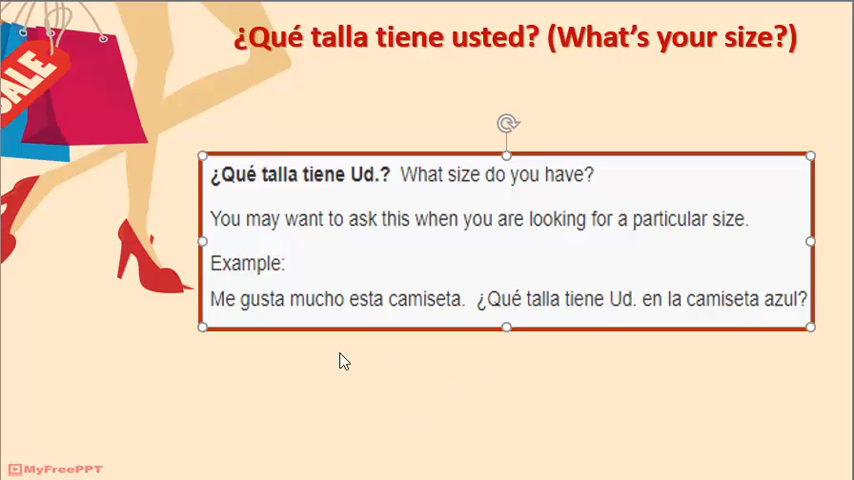 ¿Qué talla tiene usted? (What's your size?)
SALE
¿Qué talla tiene Ud.? What size do you have?
You may want to ask this when you are looking for a particular size.
Example:
Me gusta mucho esta camiseta. ¿Qué talla tiene Ud. en la camiseta azul?
MyFreePPT